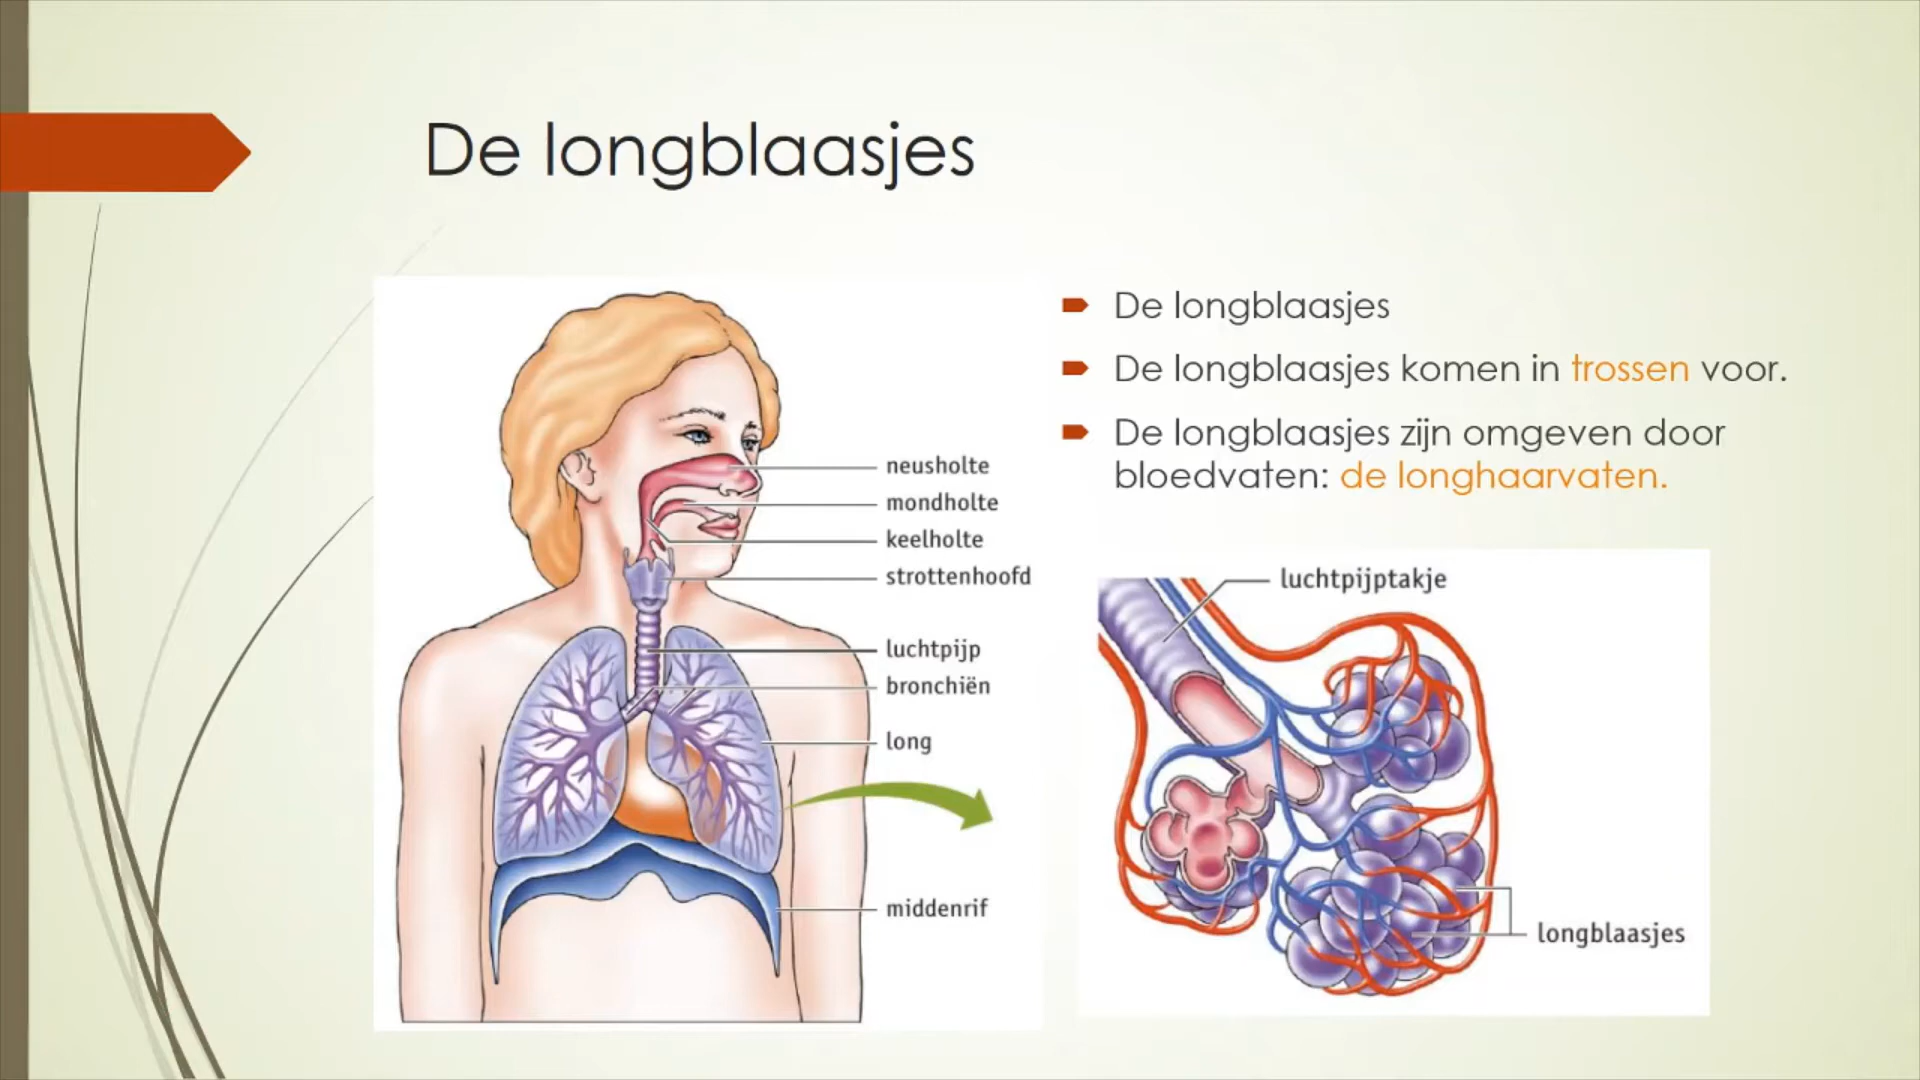 De longblaasjes
De longblaasjes
De longblaasjes komen in trossen voor.
De longblaasjes zijn omgeven door
bloedvaten: de longhaarvaten.
neusholte
mondholte
keelholte
strottenhoofd
luchtpijp
bronchiën
long
middenrif
luchtpijptakje
longblaasjes